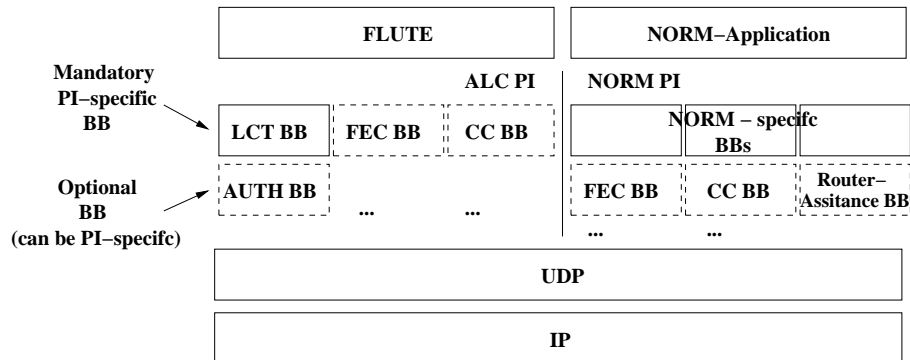 FLUTE
NORM–Application
Mandatory
PI–specific
BB
ALC PI
NORM PI
LCT BB
FEC BB
CC BB
NORM – specifc
BBs
Optional
BB
(can be PI–specifc)
AUTH BB
...
...
FEC BB
CC BB
Router–
Assitance BB
...
...
UDP
IP